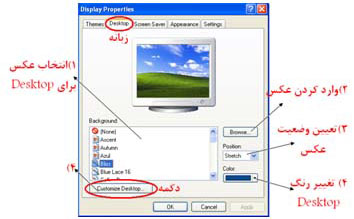 Display Properties
Themes Desktop Screen Saver Appearance Settings
زبانه
۱)انتخاب عکس
برای Desktop
Background:
(None)
Ascent
Autumn
Azul
Bliss
Blue Lace 16
Browse...
۲)وارد کردن عکس
Position:
Stretch
۳)تعیین وضعیت
عکس
Color:
۴) تغییر رنگ
Desktop
۴)
Customize Desktop...
دکمه
OK Cancel Apply